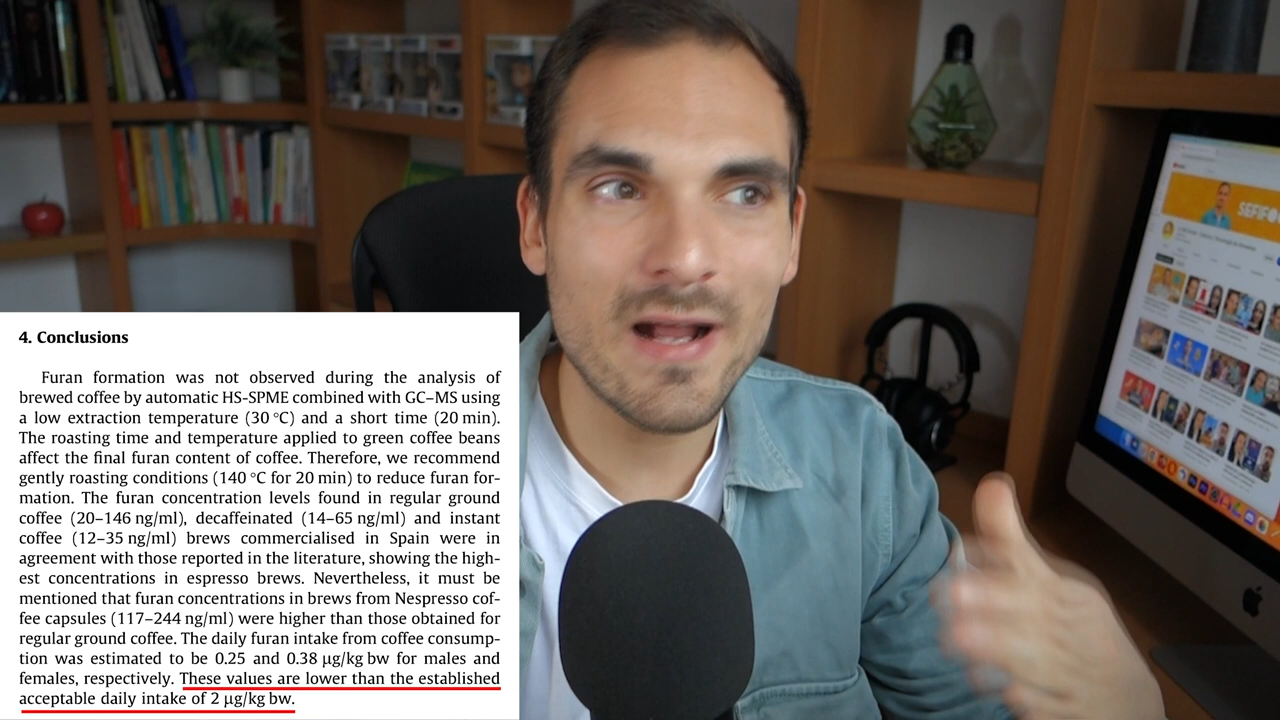 4. Conclusions
Furan formation was not observed during the analysis of
brewed coffee by automatic HS-SPME combined with GC–MS using
a low extraction temperature (30 °C) and a short time (20 min).
The roasting time and temperature applied to green coffee beans
affect the final furan content of coffee. Therefore, we recommend
gently roasting conditions (140 °C for 20 min) to reduce furan for-
mation. The furan concentration levels found in regular ground
coffee (20–146 ng/ml), decaffeinated (14–65 ng/ml) and instant
coffee (12–35 ng/ml) brews commercialised in Spain were in
agreement with those reported in the literature, showing the high-
est concentrations in espresso brews. Nevertheless, it must be
mentioned that furan concentrations in brews from Nespresso cof-
fee capsules (117–244 ng/ml) were higher than those obtained for
regular ground coffee. The daily furan intake from coffee consump-
tion was estimated to be 0.25 and 0.38 μg/kg bw for males and
females, respectively. These values are lower than the established
acceptable daily intake of 2 μg/kg bw.
SEFIFO